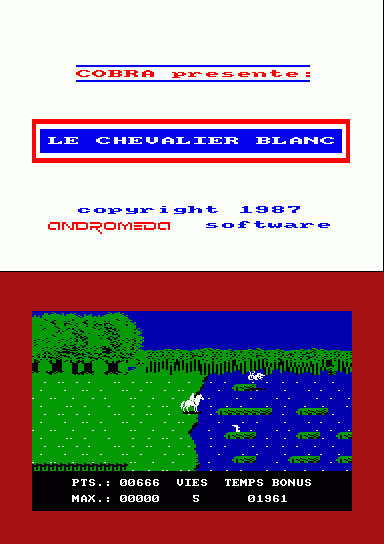 COBRA presente:
LE CHEVALIER BLANC
copyright 1987
ANDROMEDA software
PTS.: 00666 VIES TEMPS BONUS
MAX.: 00000 5 01961